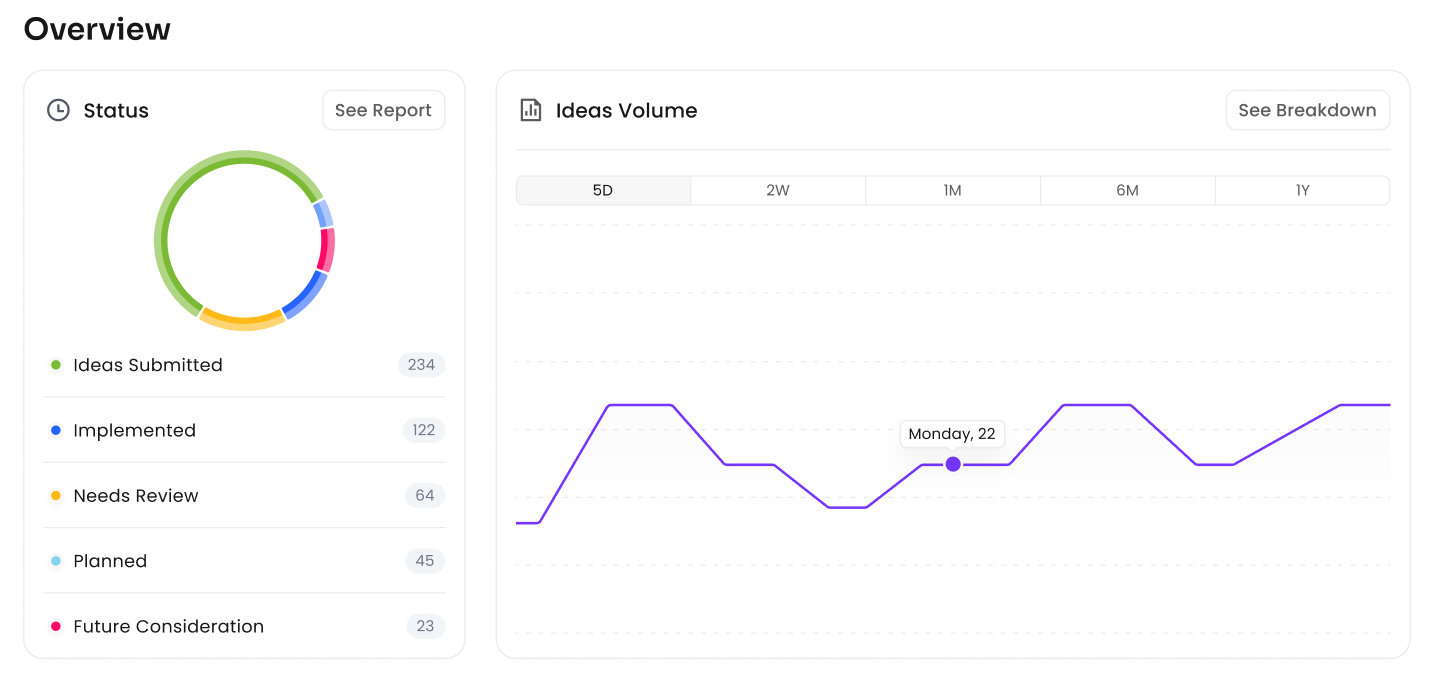 Overview
Status
See Report
Ideas Submitted 234
Implemented 122
Needs Review 64
Planned 45
Future Consideration 23
Ideas Volume
See Breakdown
5D 2W 1M 6M 1Y
Monday, 22